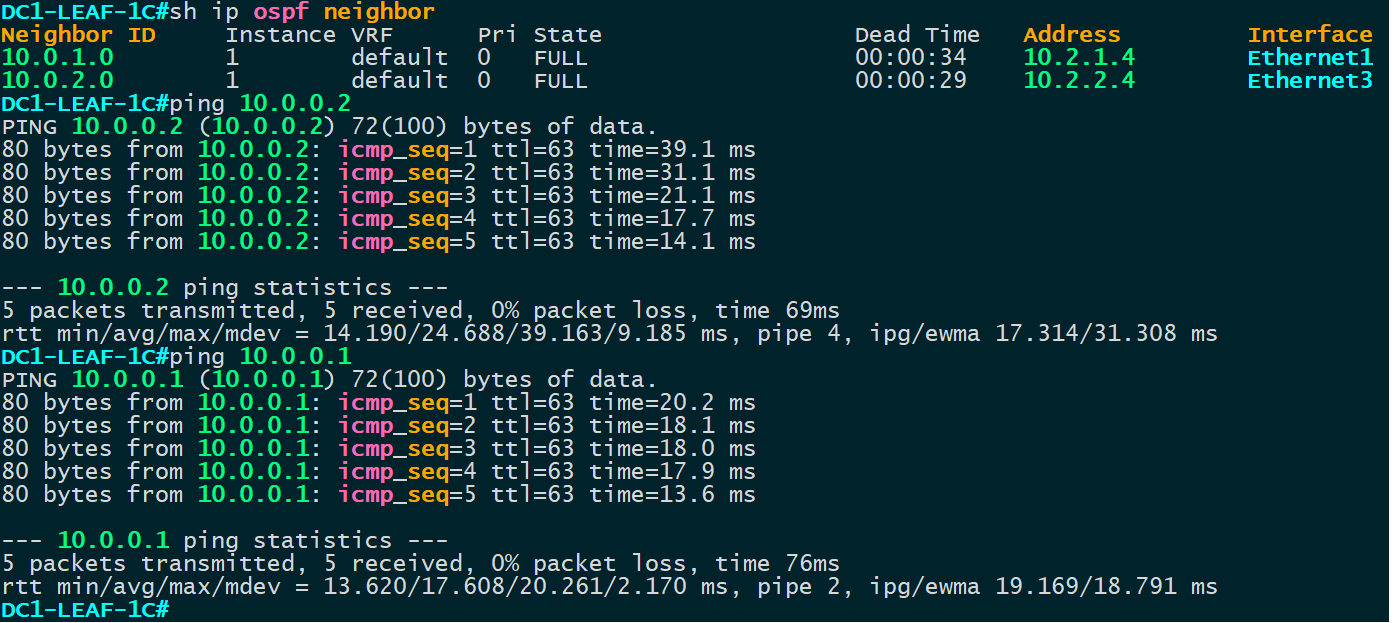 DC1-LEAF-1C#sh ip ospf neighbor
Neighbor ID     Instance VRF      Pri State                  Dead Time   Address         Interface
10.0.1.0        1        default  0   FULL                   00:00:34    10.2.1.4        Ethernet1
10.0.2.0        1        default  0   FULL                   00:00:29    10.2.2.4        Ethernet3
DC1-LEAF-1C#ping 10.0.0.2
PING 10.0.0.2 (10.0.0.2) 72(100) bytes of data.
80 bytes from 10.0.0.2: icmp_seq=1 ttl=63 time=39.1 ms
80 bytes from 10.0.0.2: icmp_seq=2 ttl=63 time=31.1 ms
80 bytes from 10.0.0.2: icmp_seq=3 ttl=63 time=21.1 ms
80 bytes from 10.0.0.2: icmp_seq=4 ttl=63 time=17.7 ms
80 bytes from 10.0.0.2: icmp_seq=5 ttl=63 time=14.1 ms

--- 10.0.0.2 ping statistics ---
5 packets transmitted, 5 received, 0% packet loss, time 69ms
rtt min/avg/max/mdev = 14.190/24.688/39.163/9.185 ms, pipe 4, ipg/ewma 17.314/31.308 ms
DC1-LEAF-1C#ping 10.0.0.1
PING 10.0.0.1 (10.0.0.1) 72(100) bytes of data.
80 bytes from 10.0.0.1: icmp_seq=1 ttl=63 time=20.2 ms
80 bytes from 10.0.0.1: icmp_seq=2 ttl=63 time=18.1 ms
80 bytes from 10.0.0.1: icmp_seq=3 ttl=63 time=18.0 ms
80 bytes from 10.0.0.1: icmp_seq=4 ttl=63 time=17.9 ms
80 bytes from 10.0.0.1: icmp_seq=5 ttl=63 time=13.6 ms

--- 10.0.0.1 ping statistics ---
5 packets transmitted, 5 received, 0% packet loss, time 76ms
rtt min/avg/max/mdev = 13.620/17.608/20.261/2.170 ms, pipe 2, ipg/ewma 19.169/18.791 ms
DC1-LEAF-1C#